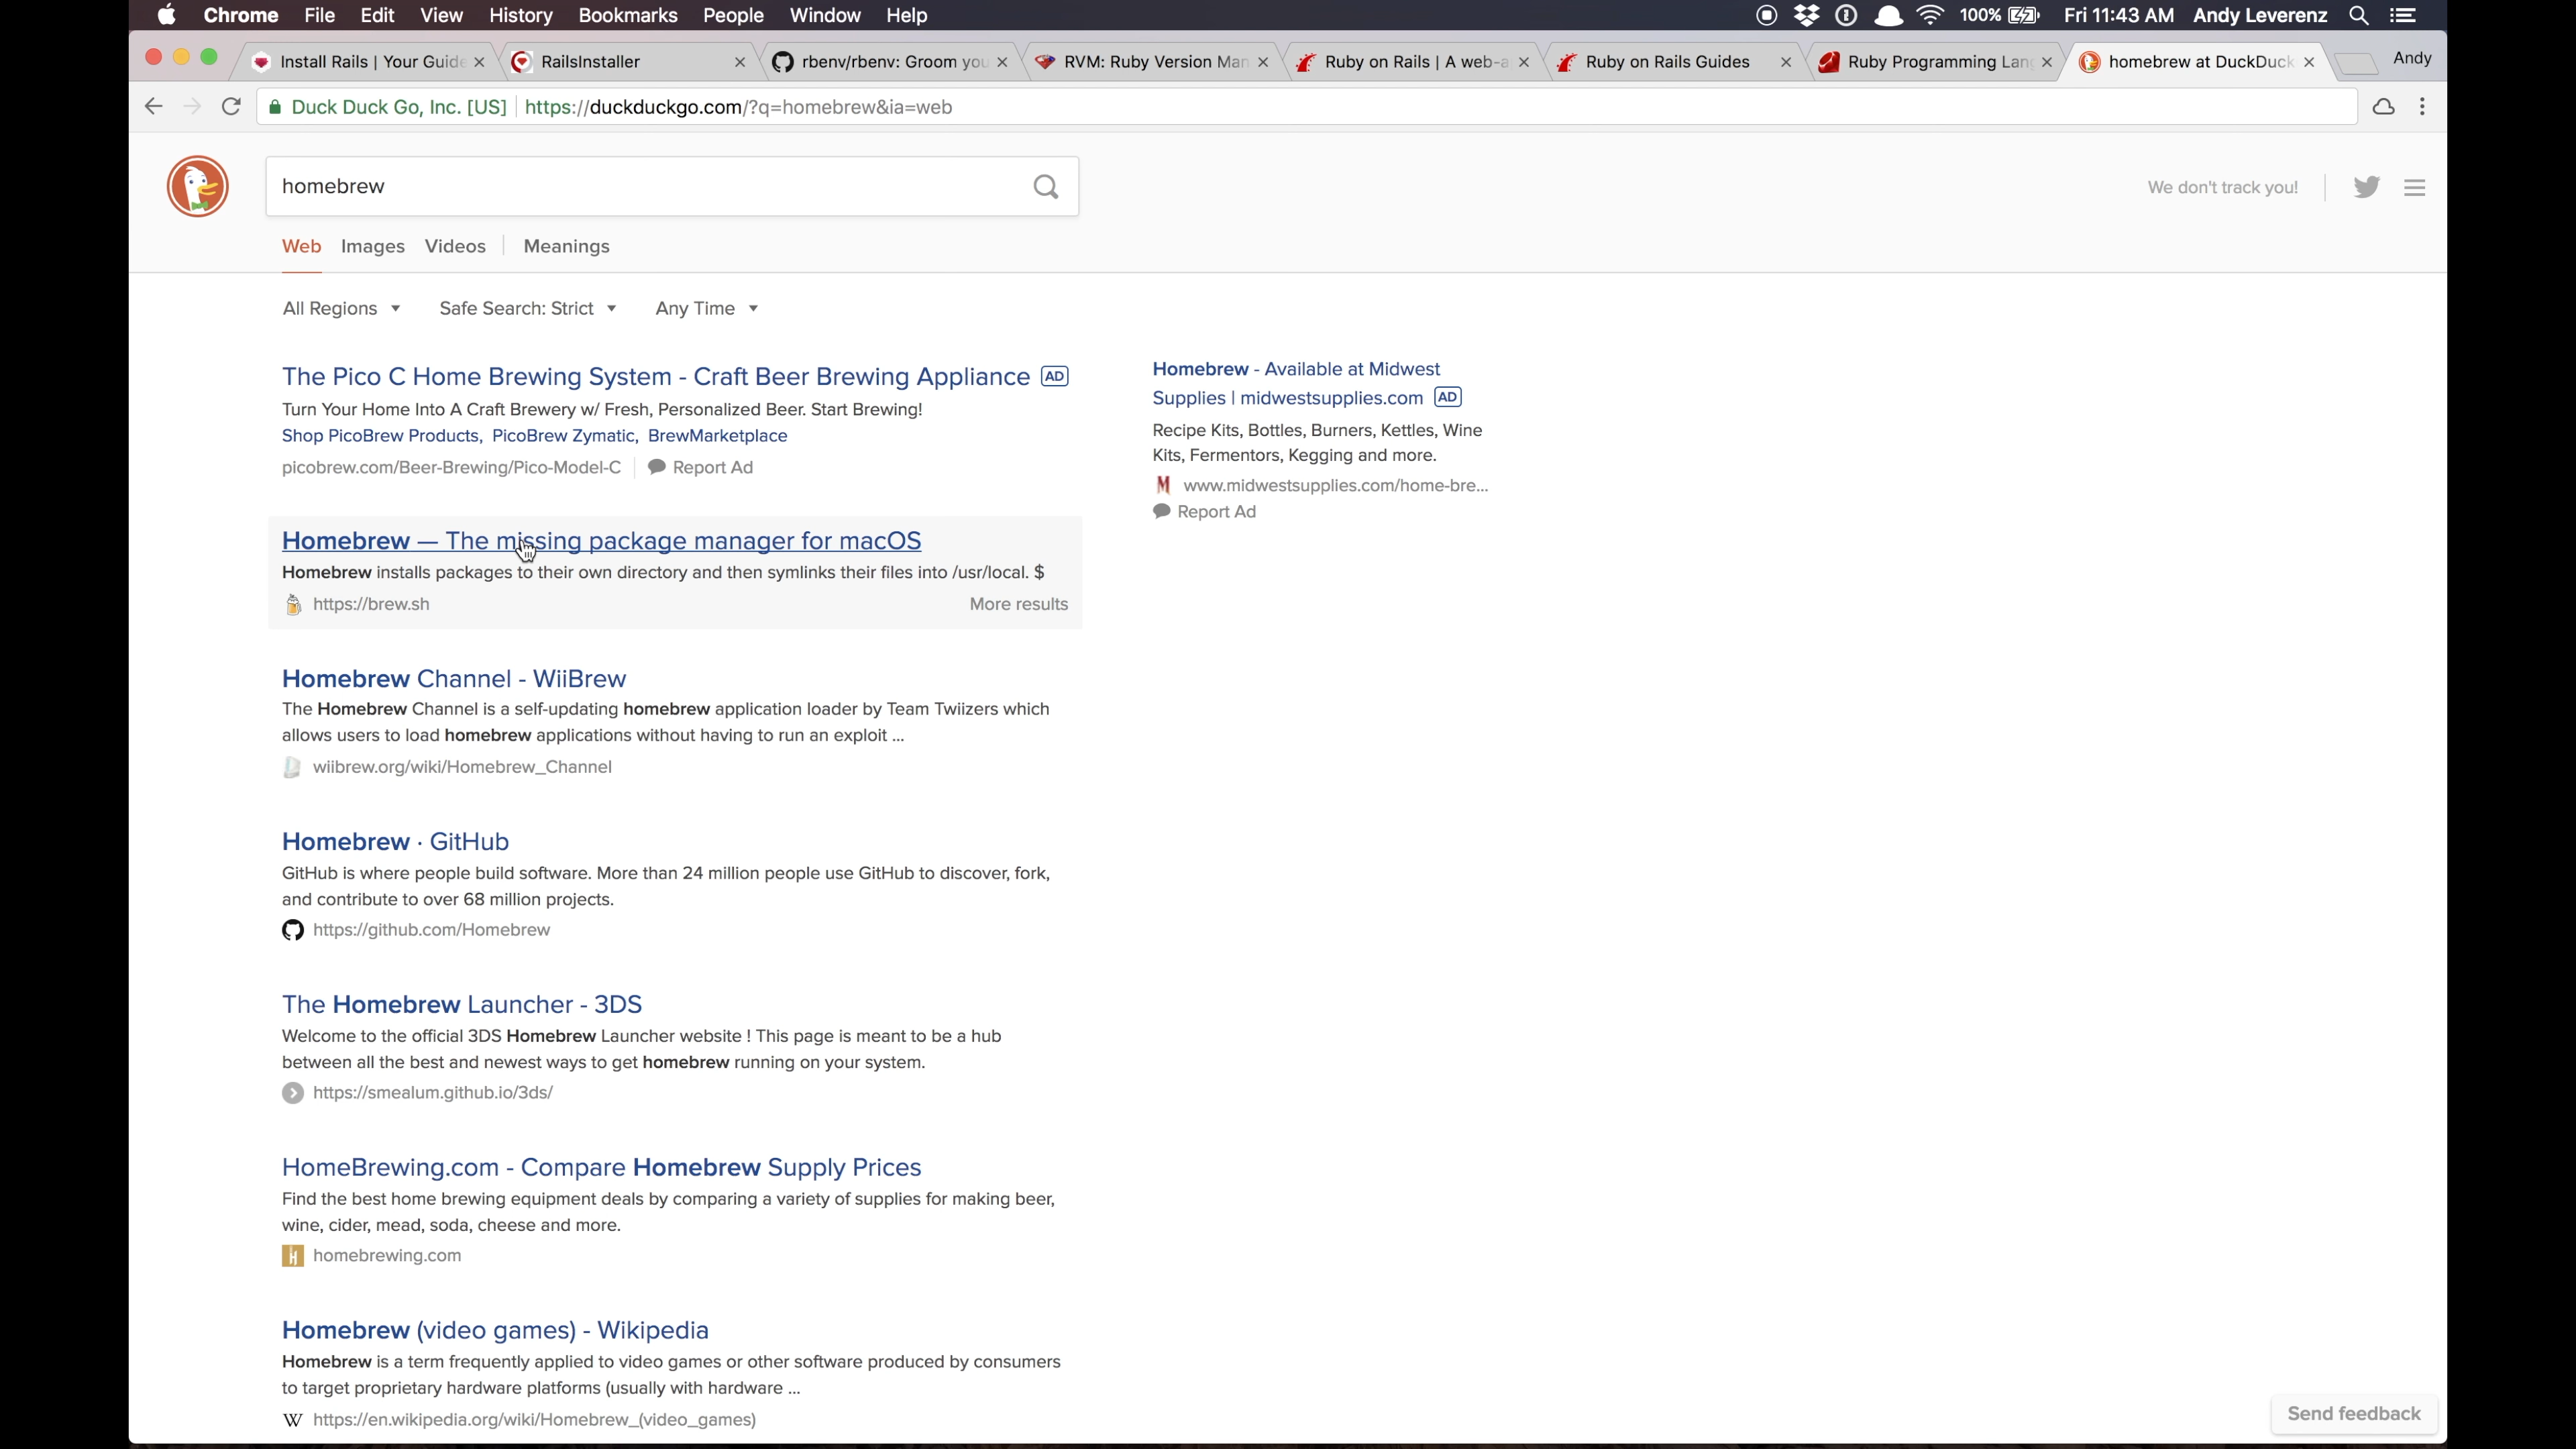 Chrome File Edit View History Bookmarks People Window Help 100% Fri 11:43 AM Andy Leverenz
Install Rails | Your Guide RailsInstaller rbenv/rbenv: Groom you RVM: Ruby Version Man Ruby on Rails | A web-a Ruby on Rails Guides Ruby Programming Lang homebrew at DuckDuck Andy
Duck Duck Go, Inc. [US] https://duckduckgo.com/?q=homebrew&ia=web
homebrew
We don't track you!
Web Images Videos Meanings
All Regions Safe Search: Strict Any Time
The Pico C Home Brewing System - Craft Beer Brewing Appliance AD
Turn Your Home Into A Craft Brewery w/ Fresh, Personalized Beer. Start Brewing!
Shop PicoBrew Products, PicoBrew Zymatic, BrewMarketplace
picobrew.com/Beer-Brewing/Pico-Model-C Report Ad
Homebrew - Available at Midwest
Supplies | midwestsupplies.com AD
Recipe Kits, Bottles, Burners, Kettles, Wine
Kits, Fermentors, Kegging and more.
M www.midwestsupplies.com/home-bre...
Report Ad
Homebrew — The missing package manager for macOS
Homebrew installs packages to their own directory and then symlinks their files into /usr/local. $
https://brew.sh More results
Homebrew Channel - WiiBrew
The Homebrew Channel is a self-updating homebrew application loader by Team Twiizers which
allows users to load homebrew applications without having to run an exploit ...
wiibrew.org/wiki/Homebrew_Channel
Homebrew · GitHub
GitHub is where people build software. More than 24 million people use GitHub to discover, fork,
and contribute to over 68 million projects.
https://github.com/Homebrew
The Homebrew Launcher - 3DS
Welcome to the official 3DS Homebrew Launcher website ! This page is meant to be a hub
between all the best and newest ways to get homebrew running on your system.
https://smealum.github.io/3ds/
HomeBrewing.com - Compare Homebrew Supply Prices
Find the best home brewing equipment deals by comparing a variety of supplies for making beer,
wine, cider, mead, soda, cheese and more.
H homebrewing.com
Homebrew (video games) - Wikipedia
Homebrew is a term frequently applied to video games or other software produced by consumers
to target proprietary hardware platforms (usually with hardware ...
W https://en.wikipedia.org/wiki/Homebrew_(video_games)
Send feedback